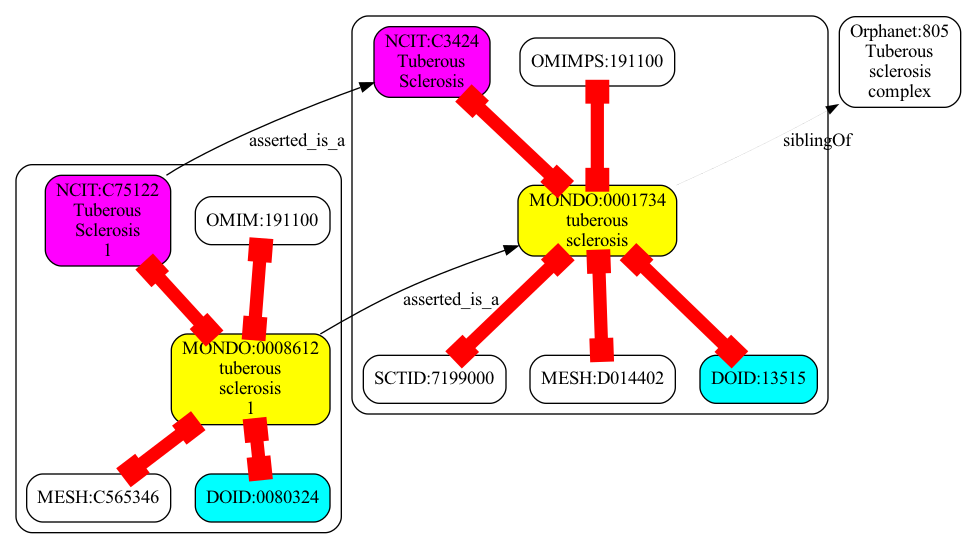 NCIT:C3424
Tuberous
Sclerosis
OMIMPS:191100
Orphanet:805
Tuberous
sclerosis
complex
asserted_is_a
siblingOf
NCIT:C75122
Tuberous
Sclerosis
1
OMIM:191100
MONDO:0001734
tuberous
sclerosis
asserted_is_a
MONDO:0008612
tuberous
sclerosis
1
SCTID:7199000
MESH:D014402
DOID:13515
MESH:C565346
DOID:0080324